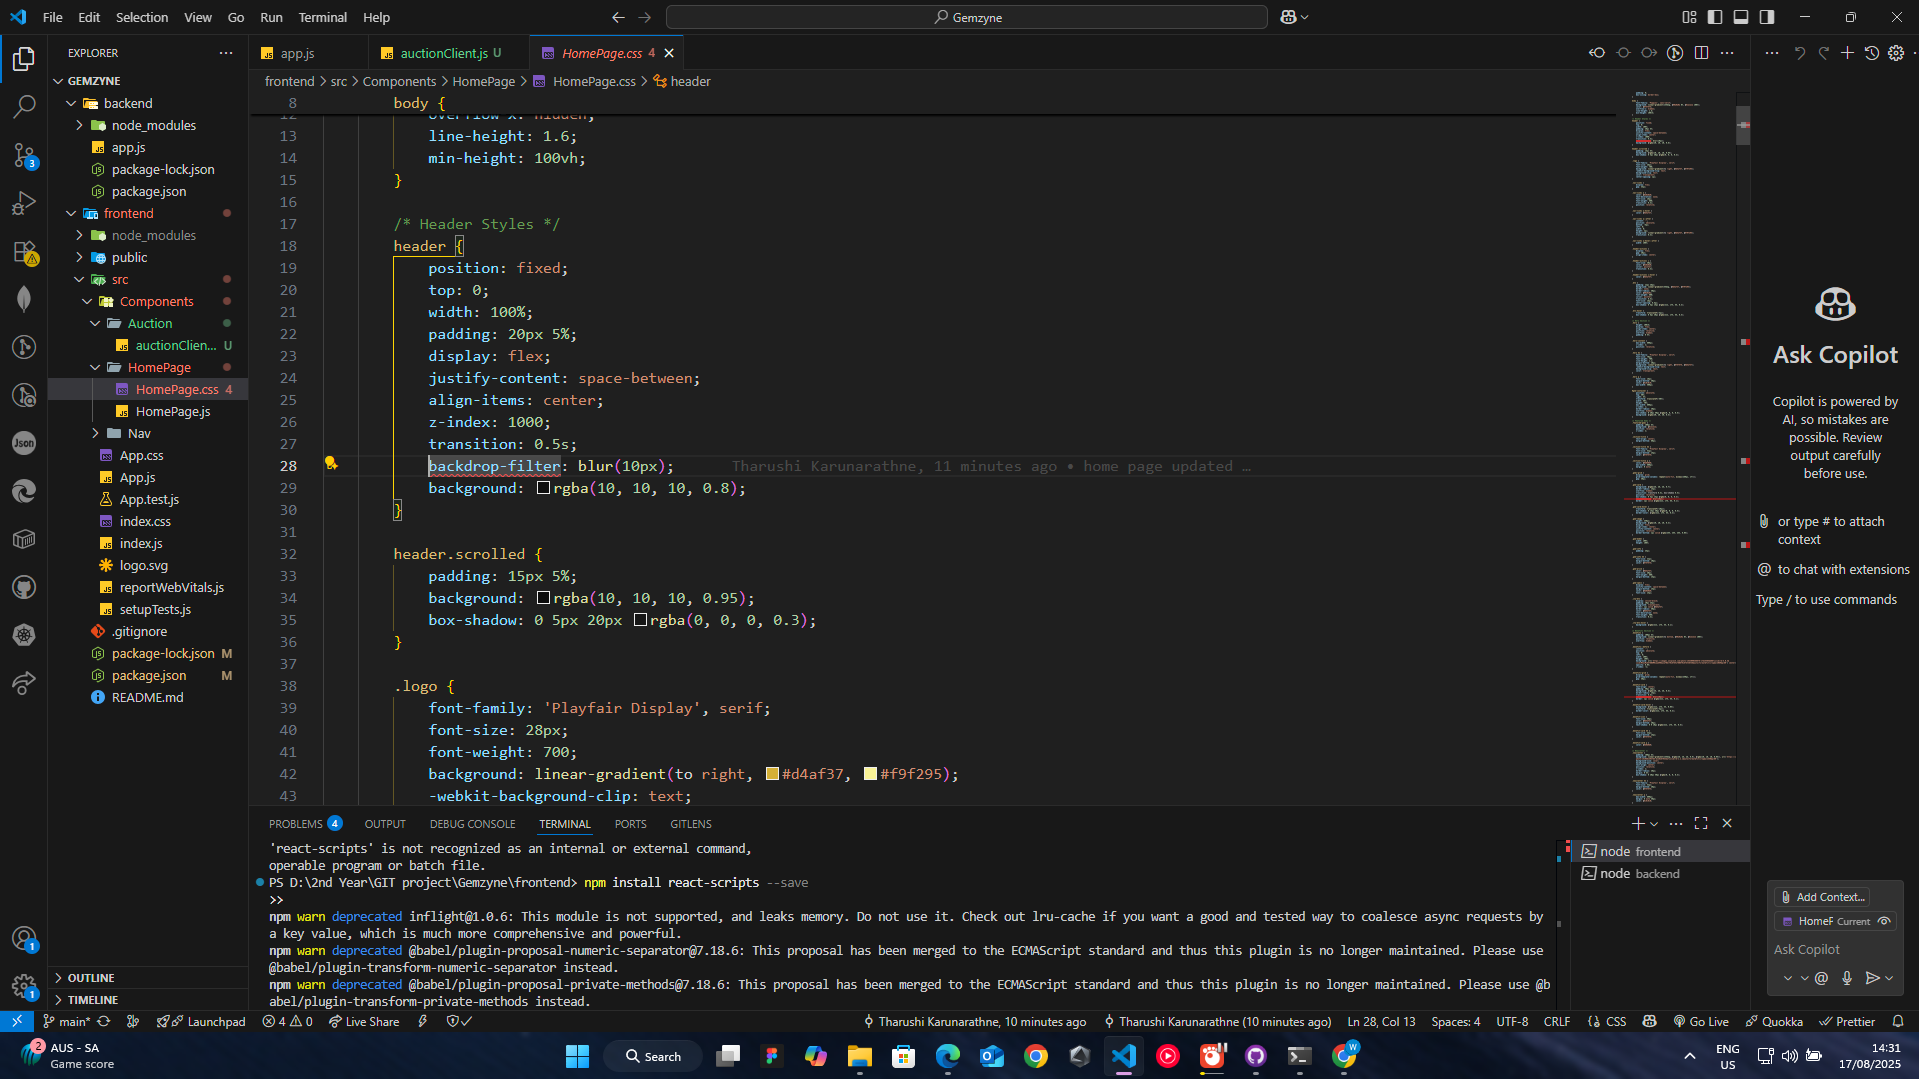 File Edit Selection View Go Run Terminal Help
Gemzyne
EXPLORER
GEMZYNE
backend
node_modules
app.js
package-lock.json
package.json
frontend
node_modules
public
src
Components
Auction
auctionClien... U
HomePage
HomePage.css 4
HomePage.js
Nav
App.css
App.js
App.test.js
index.css
index.js
logo.svg
reportWebVitals.js
setupTests.js
.gitignore
package-lock.json M
package.json M
README.md
OUTLINE
TIMELINE
app.js
auctionClient.js U
HomePage.css 4
frontend > src > Components > HomePage > HomePage.css > header
8 body {
12 overflow-x: hidden;
13 line-height: 1.6;
14 min-height: 100vh;
15 }
16
17 /* Header Styles */
18 header {
19 position: fixed;
20 top: 0;
21 width: 100%;
22 padding: 20px 5%;
23 display: flex;
24 justify-content: space-between;
25 align-items: center;
26 z-index: 1000;
27 transition: 0.5s;
28 backdrop-filter: blur(10px); Tharushi Karunarathne, 11 minutes ago • home page updated …
29 background: rgba(10, 10, 10, 0.8);
30 }
31
32 header.scrolled {
33 padding: 15px 5%;
34 background: rgba(10, 10, 10, 0.95);
35 box-shadow: 0 5px 20px rgba(0, 0, 0, 0.3);
36 }
37
38 .logo {
39 font-family: 'Playfair Display', serif;
40 font-size: 28px;
41 font-weight: 700;
42 background: linear-gradient(to right, #d4af37, #f9f295);
43 -webkit-background-clip: text;
PROBLEMS 4 OUTPUT DEBUG CONSOLE TERMINAL PORTS GITLENS
'react-scripts' is not recognized as an internal or external command,
operable program or batch file.
PS D:\2nd Year\GIT project\Gemzyne\frontend> npm install react-scripts --save
>>
npm warn deprecated inflight@1.0.6: This module is not supported, and leaks memory. Do not use it. Check out lru-cache if you want a good and tested way to coalesce async requests by
a key value, which is much more comprehensive and powerful.
npm warn deprecated @babel/plugin-proposal-numeric-separator@7.18.6: This proposal has been merged to the ECMAScript standard and thus this plugin is no longer maintained. Please use
@babel/plugin-transform-numeric-separator instead.
npm warn deprecated @babel/plugin-proposal-private-methods@7.18.6: This proposal has been merged to the ECMAScript standard and thus this plugin is no longer maintained. Please use @b
abel/plugin-transform-private-methods instead.
node frontend
node backend
Ask Copilot
Copilot is powered by
AI, so mistakes are
possible. Review
output carefully
before use.
or type # to attach
context
@ to chat with extensions
Type / to use commands
Add Context...
HomeF Current
Ask Copilot
3
1
1
Json
main* Launchpad 4 0 Live Share
Tharushi Karunarathne, 10 minutes ago Tharushi Karunarathne (10 minutes ago) Ln 28, Col 13 Spaces: 4 UTF-8 CRLF CSS Go Live Quokka Prettier
2 AUS - SA
Game score
Search
W
ENG
US
14:31
17/08/2025